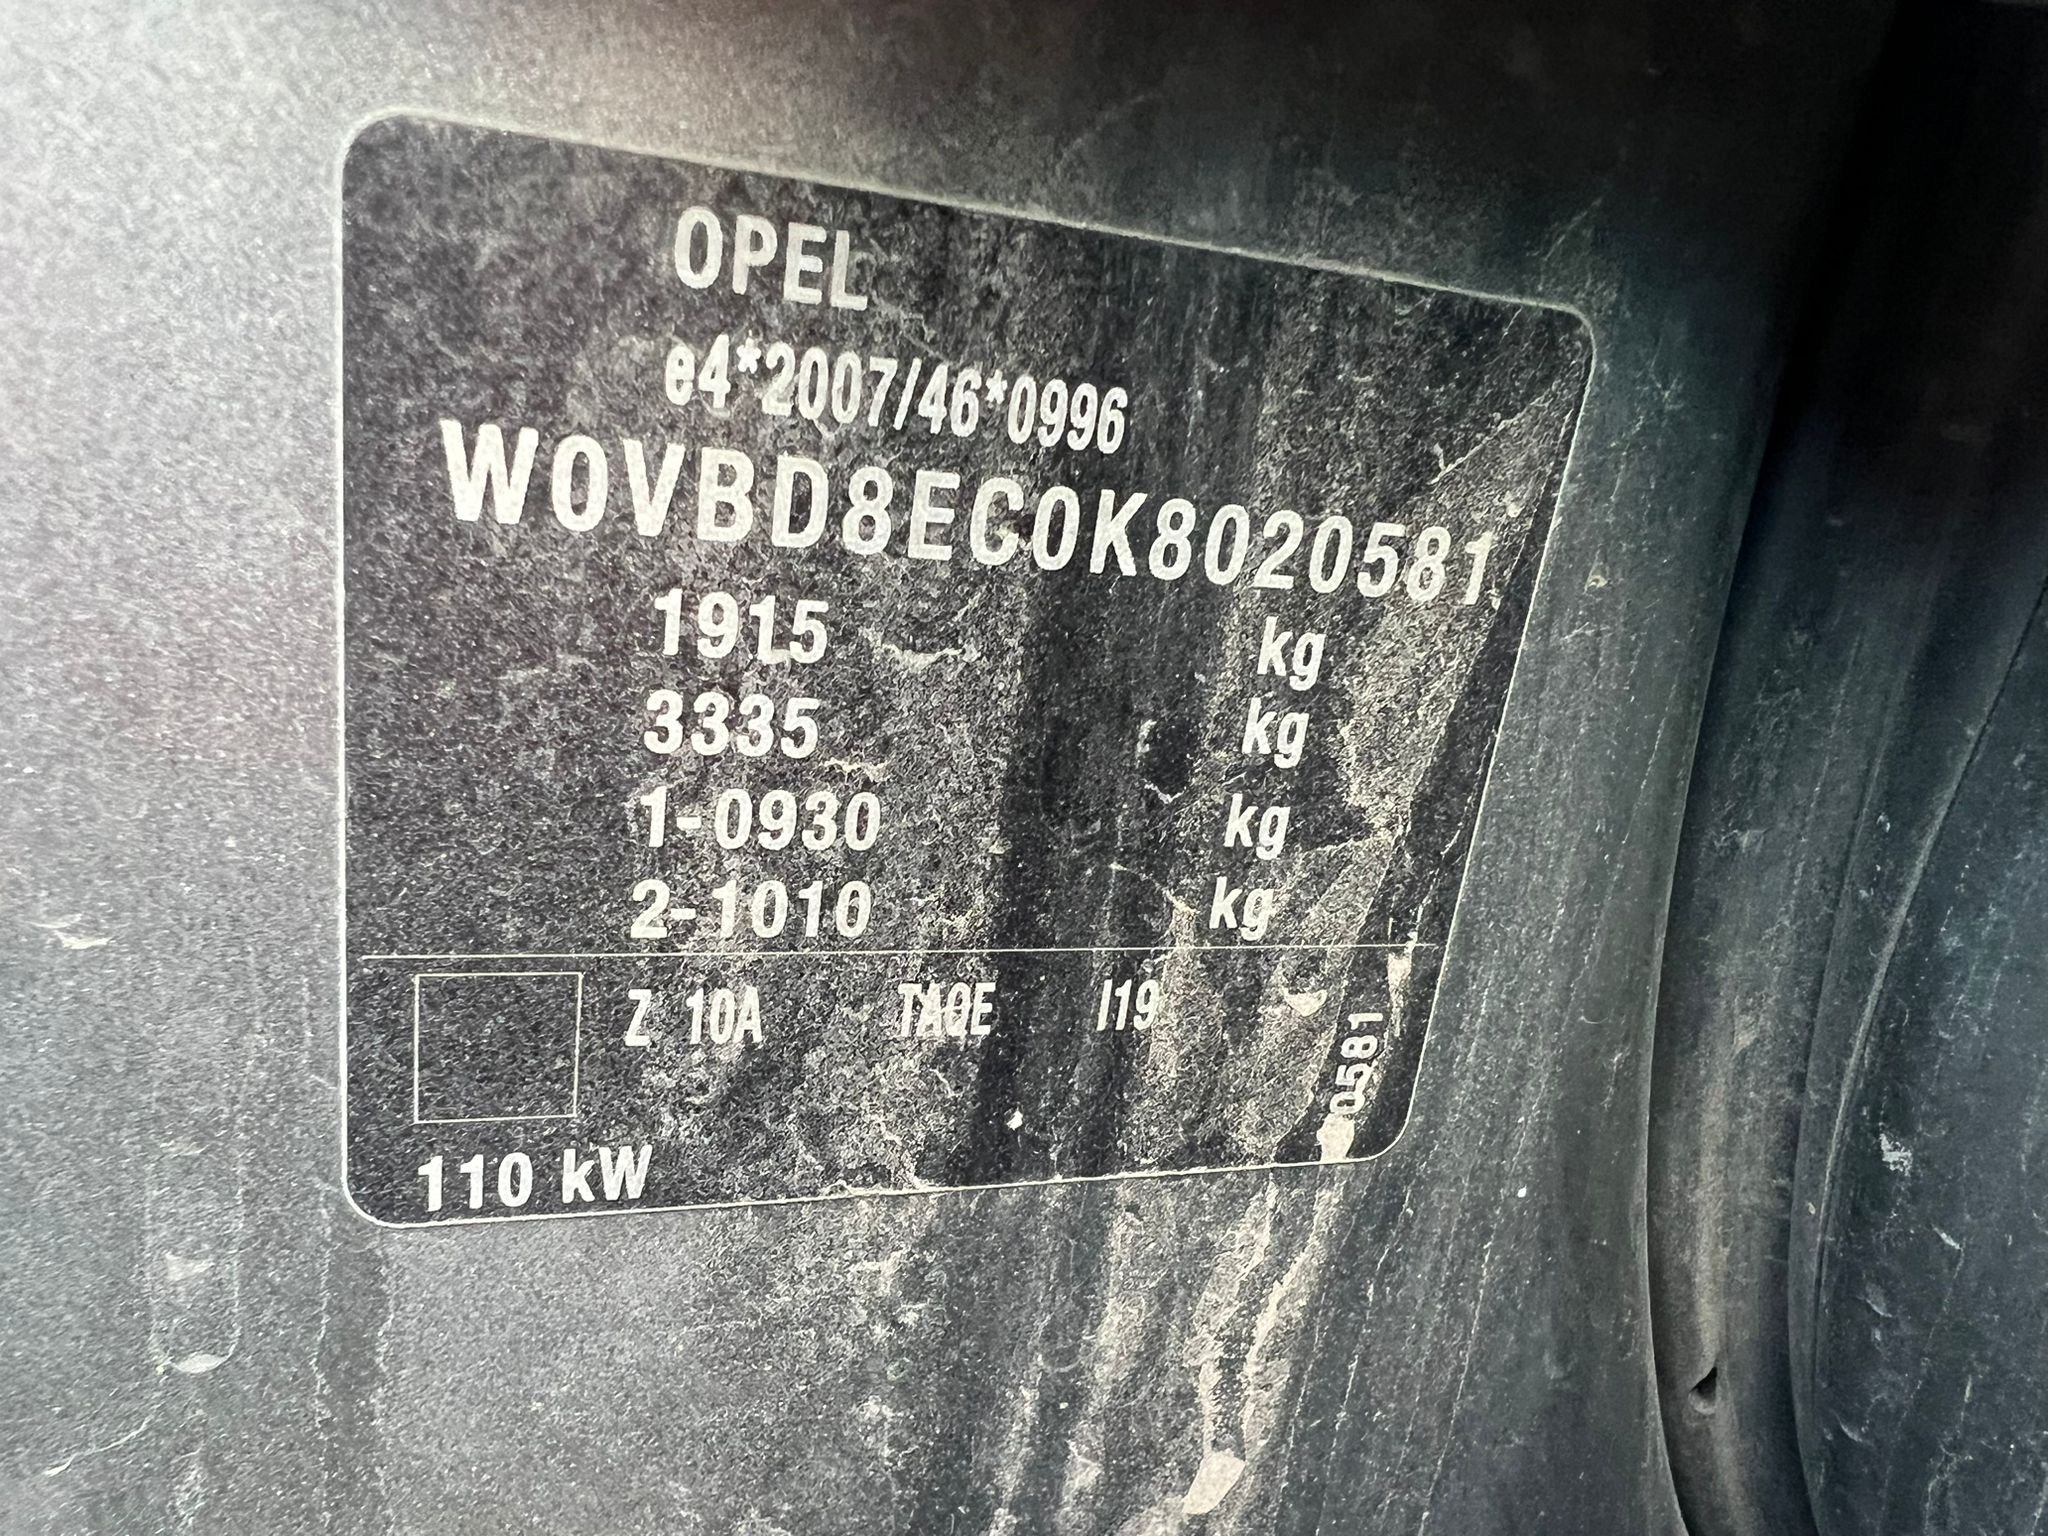 OPEL
e4*2007/46*0996
W0VBD8EC0K8020581
1915 kg
3335 kg
1-0930 kg
2-1010 kg
Z 10A TAQE I19
20581
110 kW